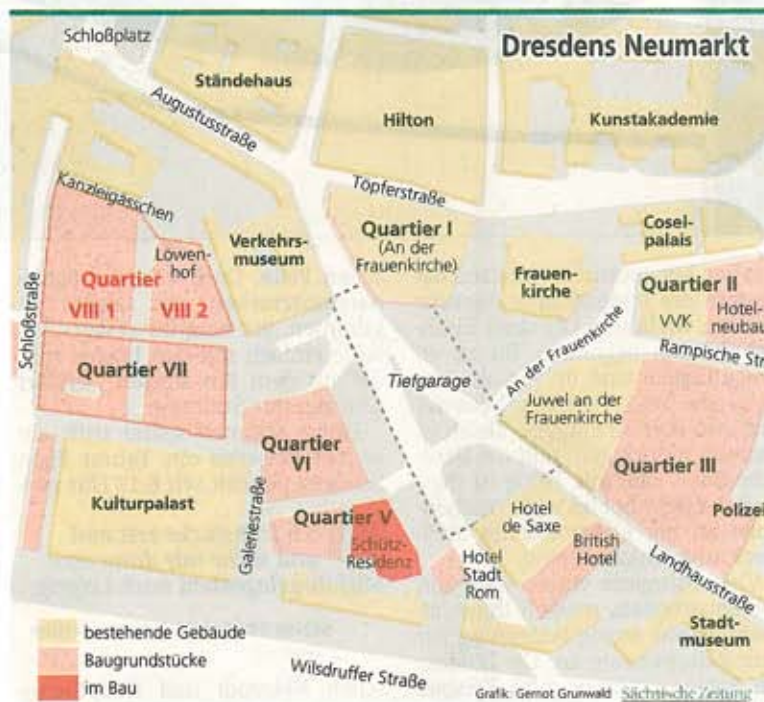 Dresdens Neumarkt
Schloßplatz
Ständehaus
Augustusstraße
Hilton
Kunstakademie
Kanzleigässchen
Töpferstraße
Quartier I
(An der
Frauenkirche)
Cosel-
palais
Löwen-
hof
Verkehrs-
museum
Frauen-
kirche
Quartier
VIII 1
VIII 2
Quartier II
VVK
Hotel-
neubau
Schloßstraße
An der Frauenkirche
Rampische Str
Quartier VII
Tiefgarage
Juwel an der
Frauenkirche
Quartier
VI
Quartier III
Kulturpalast
Galeriestraße
Quartier V
Schütz-
Residenz
Hotel
de Saxe
Polizei
British
Hotel
Hotel
Stadt
Rom
Landhausstraße
Stadt-
museum
bestehende Gebäude
Baugrundstücke
im Bau
Wilsdruffer Straße
Grafik: Gernot Grunwald Sächsische Zeitung